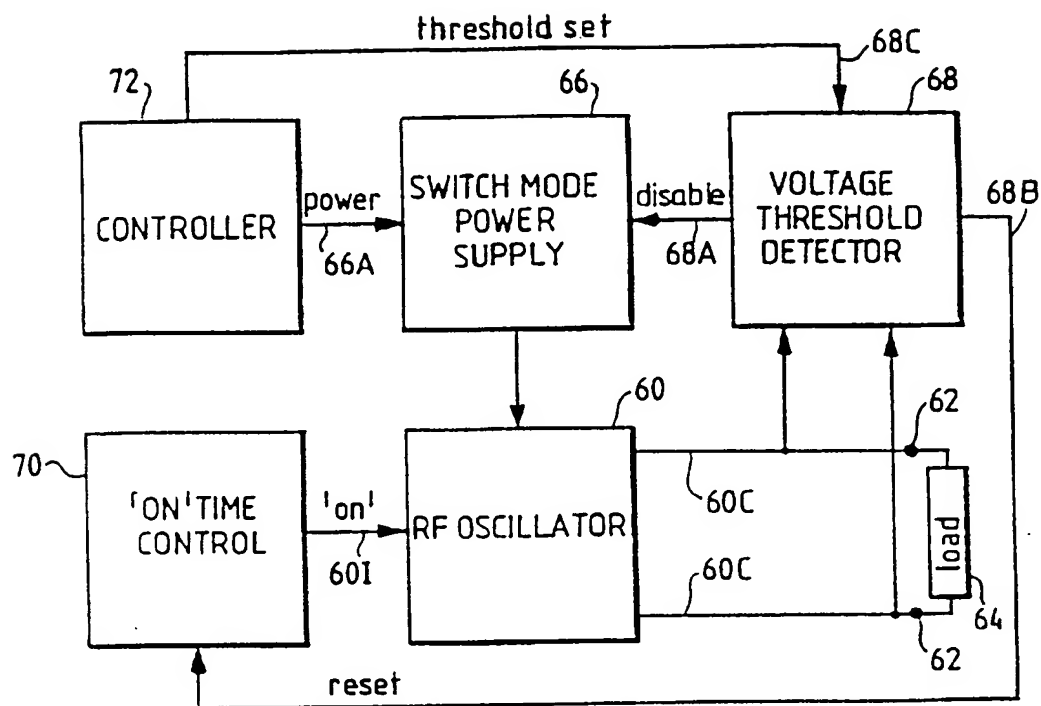 threshold set
68C
72
66
68
CONTROLLER
power
66A
SWITCH MODE
POWER
SUPPLY
disable
68A
VOLTAGE
THRESHOLD
DETECTOR
68B
60
62
70
'ON' TIME
CONTROL
'on'
60I
RF OSCILLATOR
60C
60C
load
64
62
reset